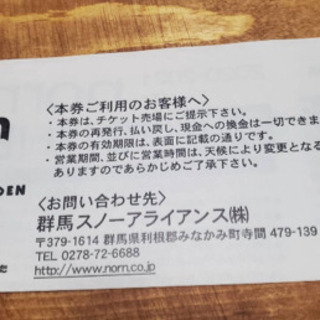 n
〈本券ご利用のお客様へ〉
・本券は、チケット売場にご提示下さい。
・本券の再発行、払い戻し、現金への換金は一切できま
・本券の有効期限は、表面に記載の通りです。
・営業期間、並びに営業時間は、天候により変更となる
ありますのであらかじめご了承下さい。
DEN
〈お問い合わせ先〉
群馬スノーアライアンス㈱
〒379-1614 群馬県利根郡みなかみ町寺間 479-139
TEL 0278-72-6688
http://www.norn.co.jp